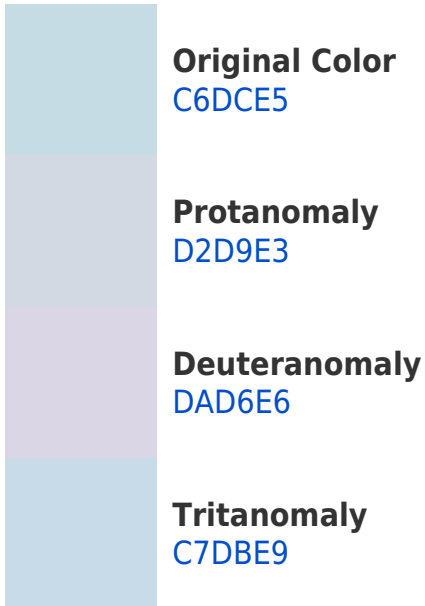 Original Color
C6DCE5
Protanomaly
D2D9E3
Deuteranomaly
DAD6E6
Tritanomaly
C7DBE9